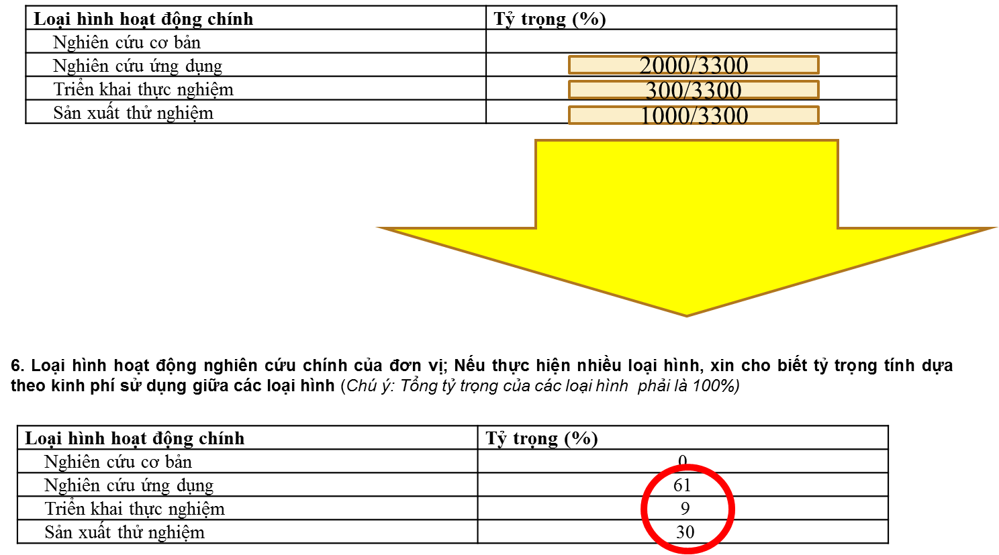 Loại hình hoạt động chính Tỷ trọng (%)
Nghiên cứu cơ bản
Nghiên cứu ứng dụng 2000/3300
Triển khai thực nghiệm 300/3300
Sản xuất thử nghiệm 1000/3300
6. Loại hình hoạt động nghiên cứu chính của đơn vị; Nếu thực hiện nhiều loại hình, xin cho biết tỷ trọng tính dựa
theo kinh phí sử dụng giữa các loại hình (Chú ý: Tổng tỷ trọng của các loại hình phải là 100%)
Loại hình hoạt động chính Tỷ trọng (%)
Nghiên cứu cơ bản 0
Nghiên cứu ứng dụng 61
Triển khai thực nghiệm 9
Sản xuất thử nghiệm 30